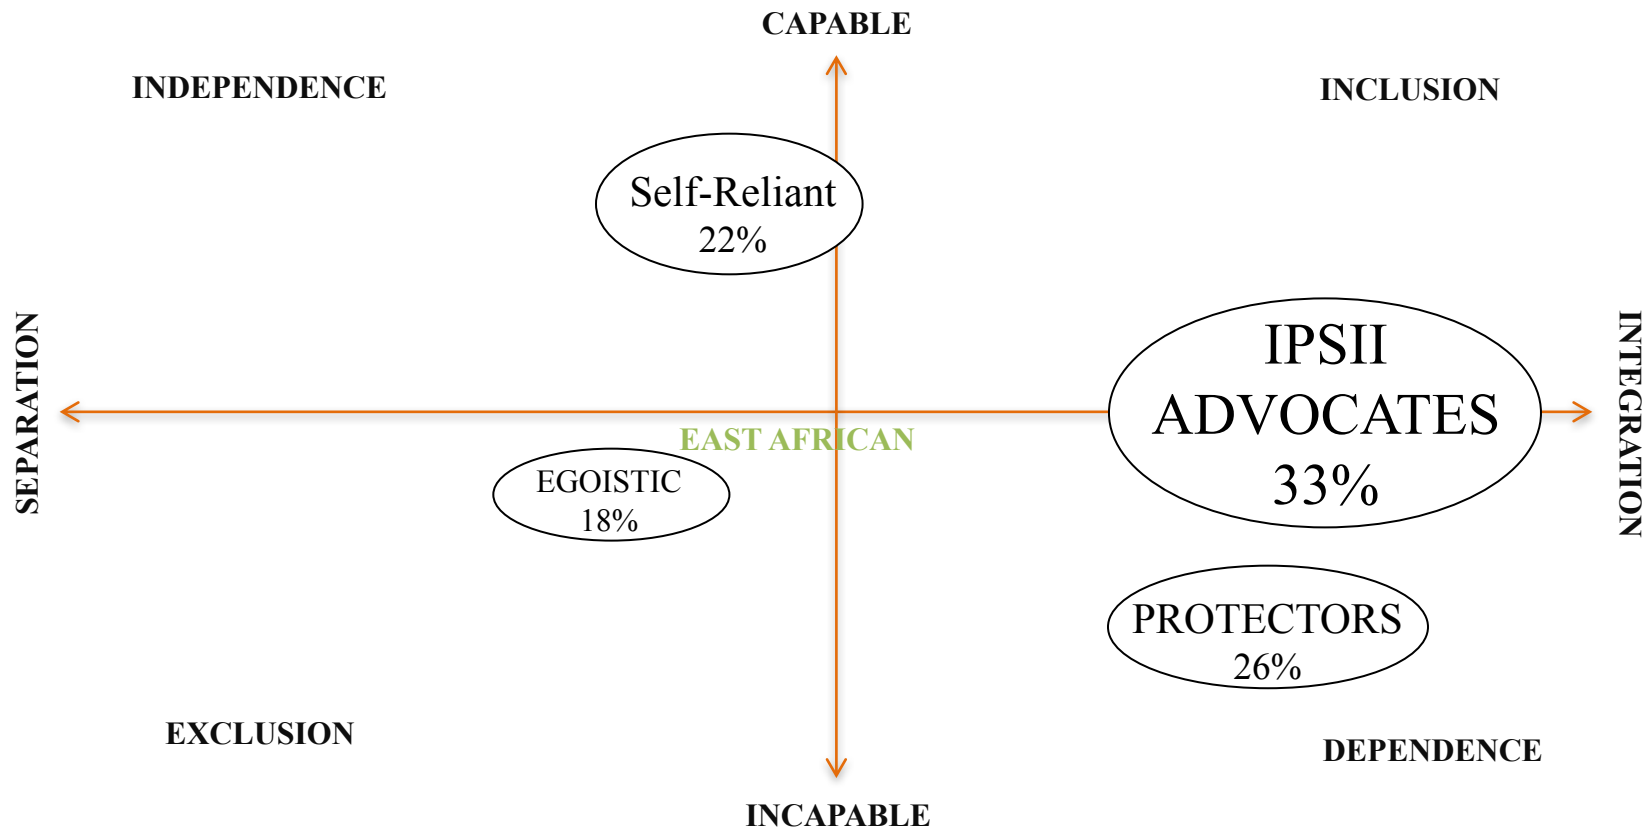 CAPABLE
INDEPENDENCE
INCLUSION
Self-Reliant
22%
SEPARATION
INTEGRATION
IPSII
ADVOCATES
33%
EAST AFRICAN
EGOISTIC
18%
PROTECTORS
26%
EXCLUSION
DEPENDENCE
INCAPABLE